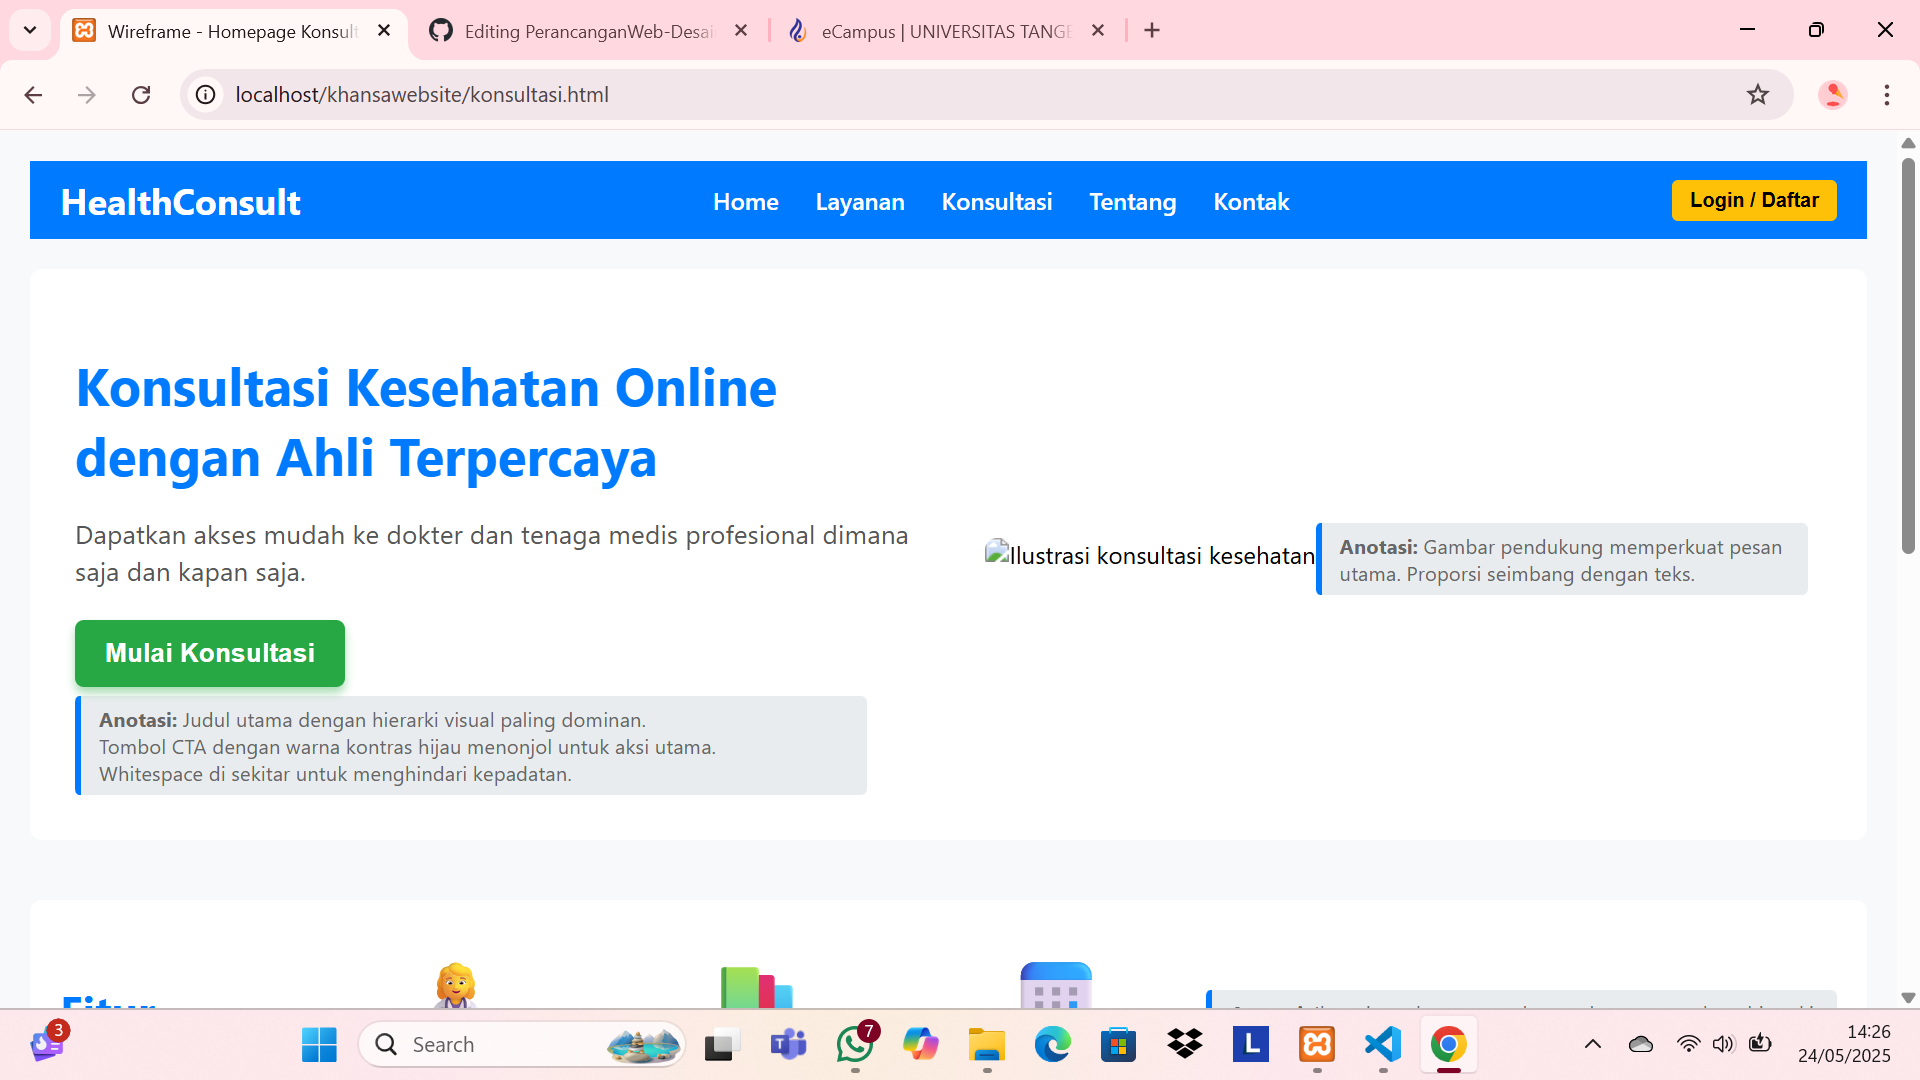 Wireframe - Homepage Konsult
Editing PerancanganWeb-Desai
eCampus | UNIVERSITAS TANGE
localhost/khansawebsite/konsultasi.html
HealthConsult
Home
Layanan
Konsultasi
Tentang
Kontak
Login / Daftar
Konsultasi Kesehatan Online
dengan Ahli Terpercaya
Dapatkan akses mudah ke dokter dan tenaga medis profesional dimana
saja dan kapan saja.
Ilustrasi konsultasi kesehatan
Anotasi: Gambar pendukung memperkuat pesan
utama. Proporsi seimbang dengan teks.
Mulai Konsultasi
Anotasi: Judul utama dengan hierarki visual paling dominan.
Tombol CTA dengan warna kontras hijau menonjol untuk aksi utama.
Whitespace di sekitar untuk menghindari kepadatan.
Fitur
3
Search
7
L
14:26
24/05/2025